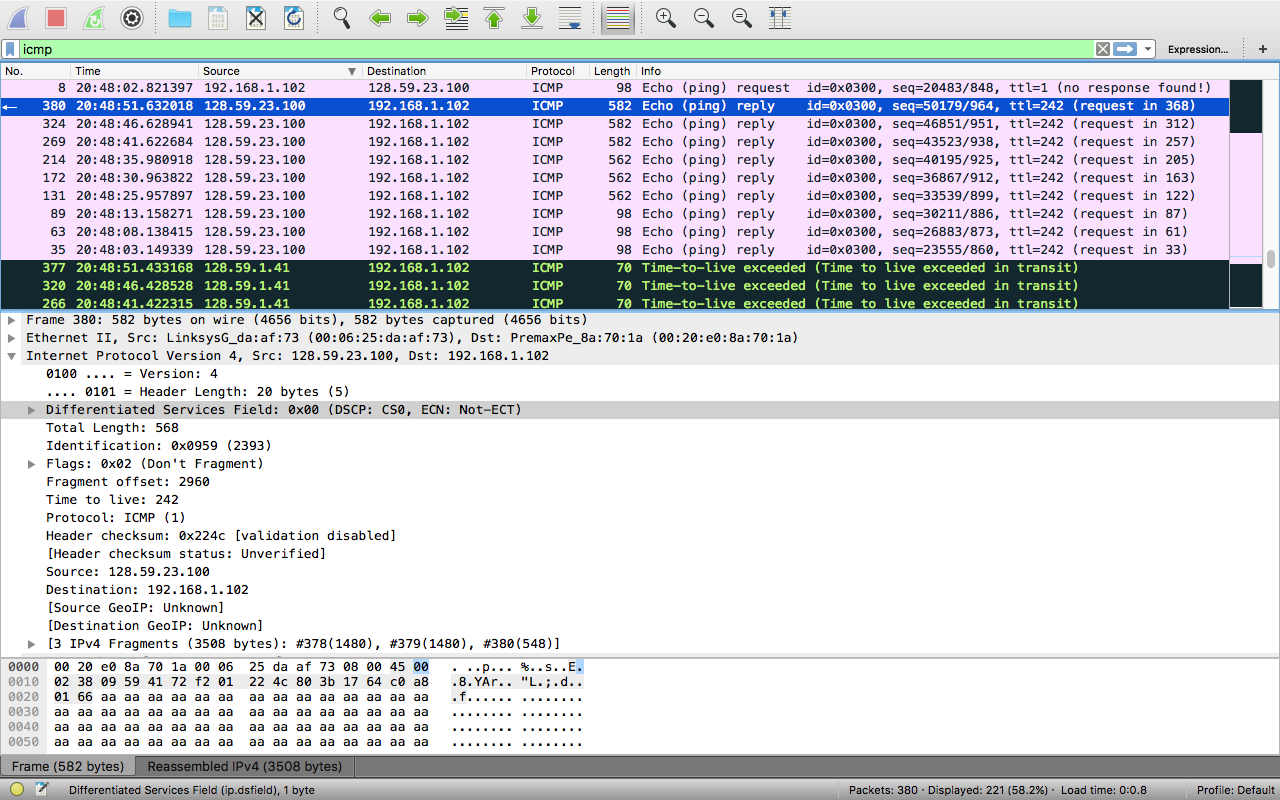 icmp
Expression... +
No. Time Source Destination Protocol Length Info
8 20:48:02.821397 192.168.1.102 128.59.23.100 ICMP 98 Echo (ping) request id=0x0300, seq=20483/848, ttl=1 (no response found!)
380 20:48:51.632018 128.59.23.100 192.168.1.102 ICMP 582 Echo (ping) reply id=0x0300, seq=50179/964, ttl=242 (request in 368)
324 20:48:46.628941 128.59.23.100 192.168.1.102 ICMP 582 Echo (ping) reply id=0x0300, seq=46851/951, ttl=242 (request in 312)
269 20:48:41.622684 128.59.23.100 192.168.1.102 ICMP 582 Echo (ping) reply id=0x0300, seq=43523/938, ttl=242 (request in 257)
214 20:48:35.980918 128.59.23.100 192.168.1.102 ICMP 562 Echo (ping) reply id=0x0300, seq=40195/925, ttl=242 (request in 205)
172 20:48:30.963822 128.59.23.100 192.168.1.102 ICMP 562 Echo (ping) reply id=0x0300, seq=36867/912, ttl=242 (request in 163)
131 20:48:25.957897 128.59.23.100 192.168.1.102 ICMP 562 Echo (ping) reply id=0x0300, seq=33539/899, ttl=242 (request in 122)
89 20:48:13.158271 128.59.23.100 192.168.1.102 ICMP 98 Echo (ping) reply id=0x0300, seq=30211/886, ttl=242 (request in 87)
63 20:48:08.138415 128.59.23.100 192.168.1.102 ICMP 98 Echo (ping) reply id=0x0300, seq=26883/873, ttl=242 (request in 61)
35 20:48:03.149339 128.59.23.100 192.168.1.102 ICMP 98 Echo (ping) reply id=0x0300, seq=23555/860, ttl=242 (request in 33)
377 20:48:51.433168 128.59.1.41 192.168.1.102 ICMP 70 Time-to-live exceeded (Time to live exceeded in transit)
320 20:48:46.428528 128.59.1.41 192.168.1.102 ICMP 70 Time-to-live exceeded (Time to live exceeded in transit)
266 20:48:41.422315 128.59.1.41 192.168.1.102 ICMP 70 Time-to-live exceeded (Time to live exceeded in transit)
Frame 380: 582 bytes on wire (4656 bits), 582 bytes captured (4656 bits)
Ethernet II, Src: LinksysG_da:af:73 (00:06:25:da:af:73), Dst: PremaxPe_8a:70:1a (00:20:e0:8a:70:1a)
Internet Protocol Version 4, Src: 128.59.23.100, Dst: 192.168.1.102
0100 .... = Version: 4
.... 0101 = Header Length: 20 bytes (5)
Differentiated Services Field: 0x00 (DSCP: CS0, ECN: Not-ECT)
Total Length: 568
Identification: 0x0959 (2393)
Flags: 0x02 (Don't Fragment)
Fragment offset: 2960
Time to live: 242
Protocol: ICMP (1)
Header checksum: 0x224c [validation disabled]
[Header checksum status: Unverified]
Source: 128.59.23.100
Destination: 192.168.1.102
[Source GeoIP: Unknown]
[Destination GeoIP: Unknown]
[3 IPv4 Fragments (3508 bytes): #378(1480), #379(1480), #380(548)]
0000 00 20 e0 8a 70 1a 00 06 25 da af 73 08 00 45 00 . ..p... %..s..E.
0010 02 38 09 59 41 72 f2 01 22 4c 80 3b 17 64 c0 a8 .8.YAr.. "L.;.d..
0020 01 66 aa aa aa aa aa aa aa aa aa aa aa aa aa aa .f...... ........
0030 aa aa aa aa aa aa aa aa aa aa aa aa aa aa aa aa ........ ........
0040 aa aa aa aa aa aa aa aa aa aa aa aa aa aa aa aa ........ ........
0050 aa aa aa aa aa aa aa aa aa aa aa aa aa aa aa aa ........ ........
Frame (582 bytes) Reassembled IPv4 (3508 bytes)
Differentiated Services Field (ip.dsfield), 1 byte Packets: 380 · Displayed: 221 (58.2%) · Load time: 0:0.8 Profile: Default